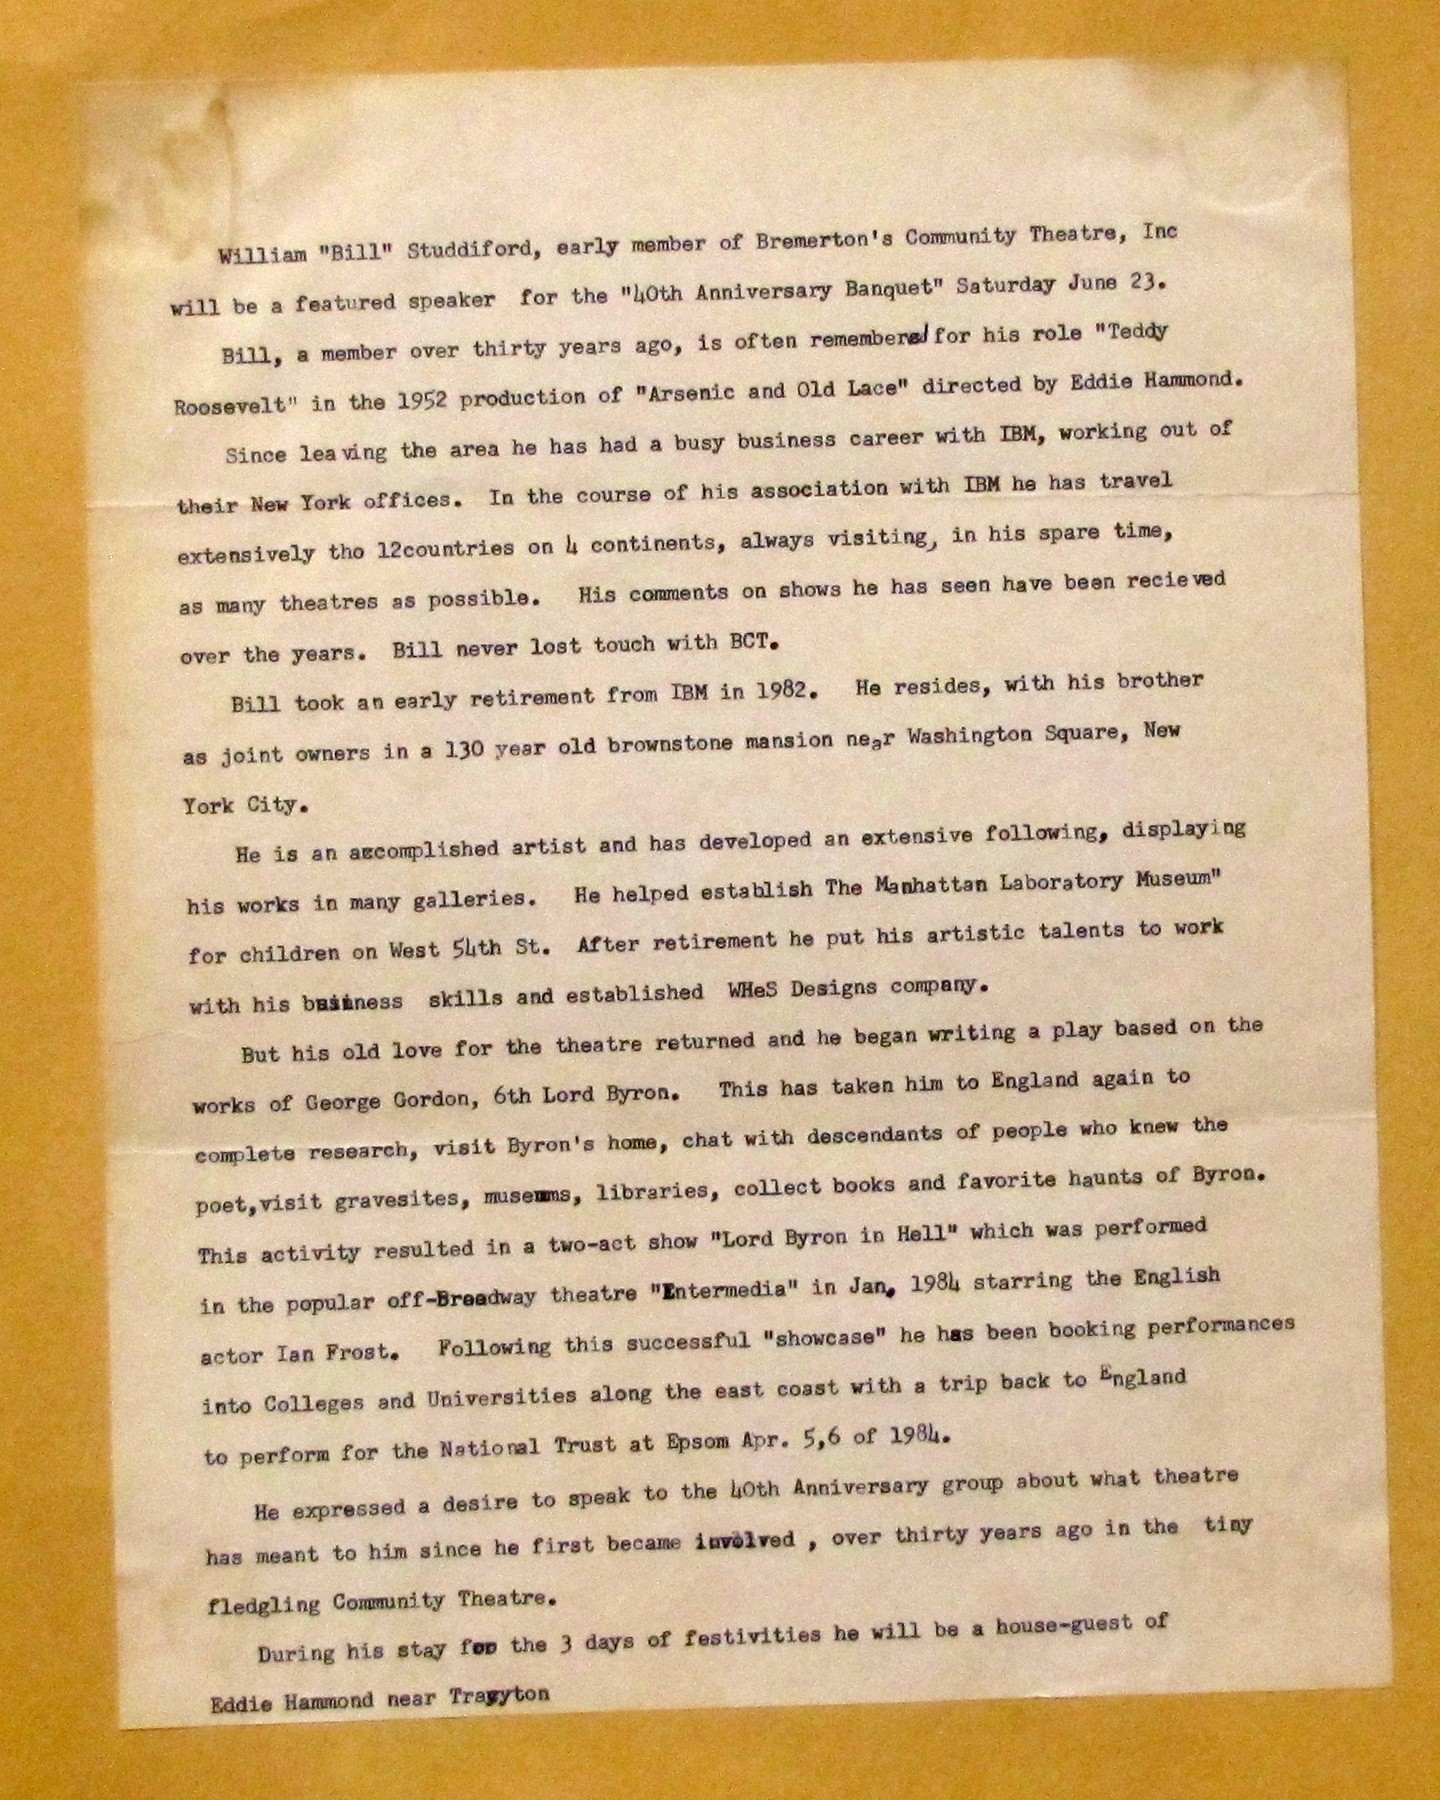 William "Bill" Studdiford, early member of Bremerton's Community Theatre, Inc
will be a featured speaker for the "40th Anniversary Banquet" Saturday June 23.
Bill, a member over thirty years ago, is often remembered for his role "Teddy
Roosevelt" in the 1952 production of "Arsenic and Old Lace" directed by Eddie Hammond.
Since leaving the area he has had a busy business career with IBM, working out of
their New York offices. In the course of his association with IBM he has travel
extensively tho 12countries on 4 continents, always visiting, in his spare time,
as many theatres as possible. His comments on shows he has seen have been recieved
over the years. Bill never lost touch with BCT.
Bill took an early retirement from IBM in 1982. He resides, with his brother
as joint owners in a 130 year old brownstone mansion near Washington Square, New
York City.
He is an accomplished artist and has developed an extensive following, displaying
his works in many galleries. He helped establish The Manhattan Laboratory Museum"
for children on West 54th St. After retirement he put his artistic talents to work
with his business skills and established WHeS Designs company.
But his old love for the theatre returned and he began writing a play based on the
works of George Gordon, 6th Lord Byron. This has taken him to England again to
complete research, visit Byron's home, chat with descendants of people who knew the
poet,visit gravesites, museums, libraries, collect books and favorite haunts of Byron.
This activity resulted in a two-act show "Lord Byron in Hell" which was performed
in the popular off-Broadway theatre "Entermedia" in Jan. 1984 starring the English
actor Ian Frost. Following this successful "showcase" he has been booking performances
into Colleges and Universities along the east coast with a trip back to England
to perform for the National Trust at Epsom Apr. 5,6 of 1984.
He expressed a desire to speak to the 40th Anniversary group about what theatre
has meant to him since he first became involved , over thirty years ago in the tiny
fledgling Community Theatre.
During his stay for the 3 days of festivities he will be a house-guest of
Eddie Hammond near Tracyton